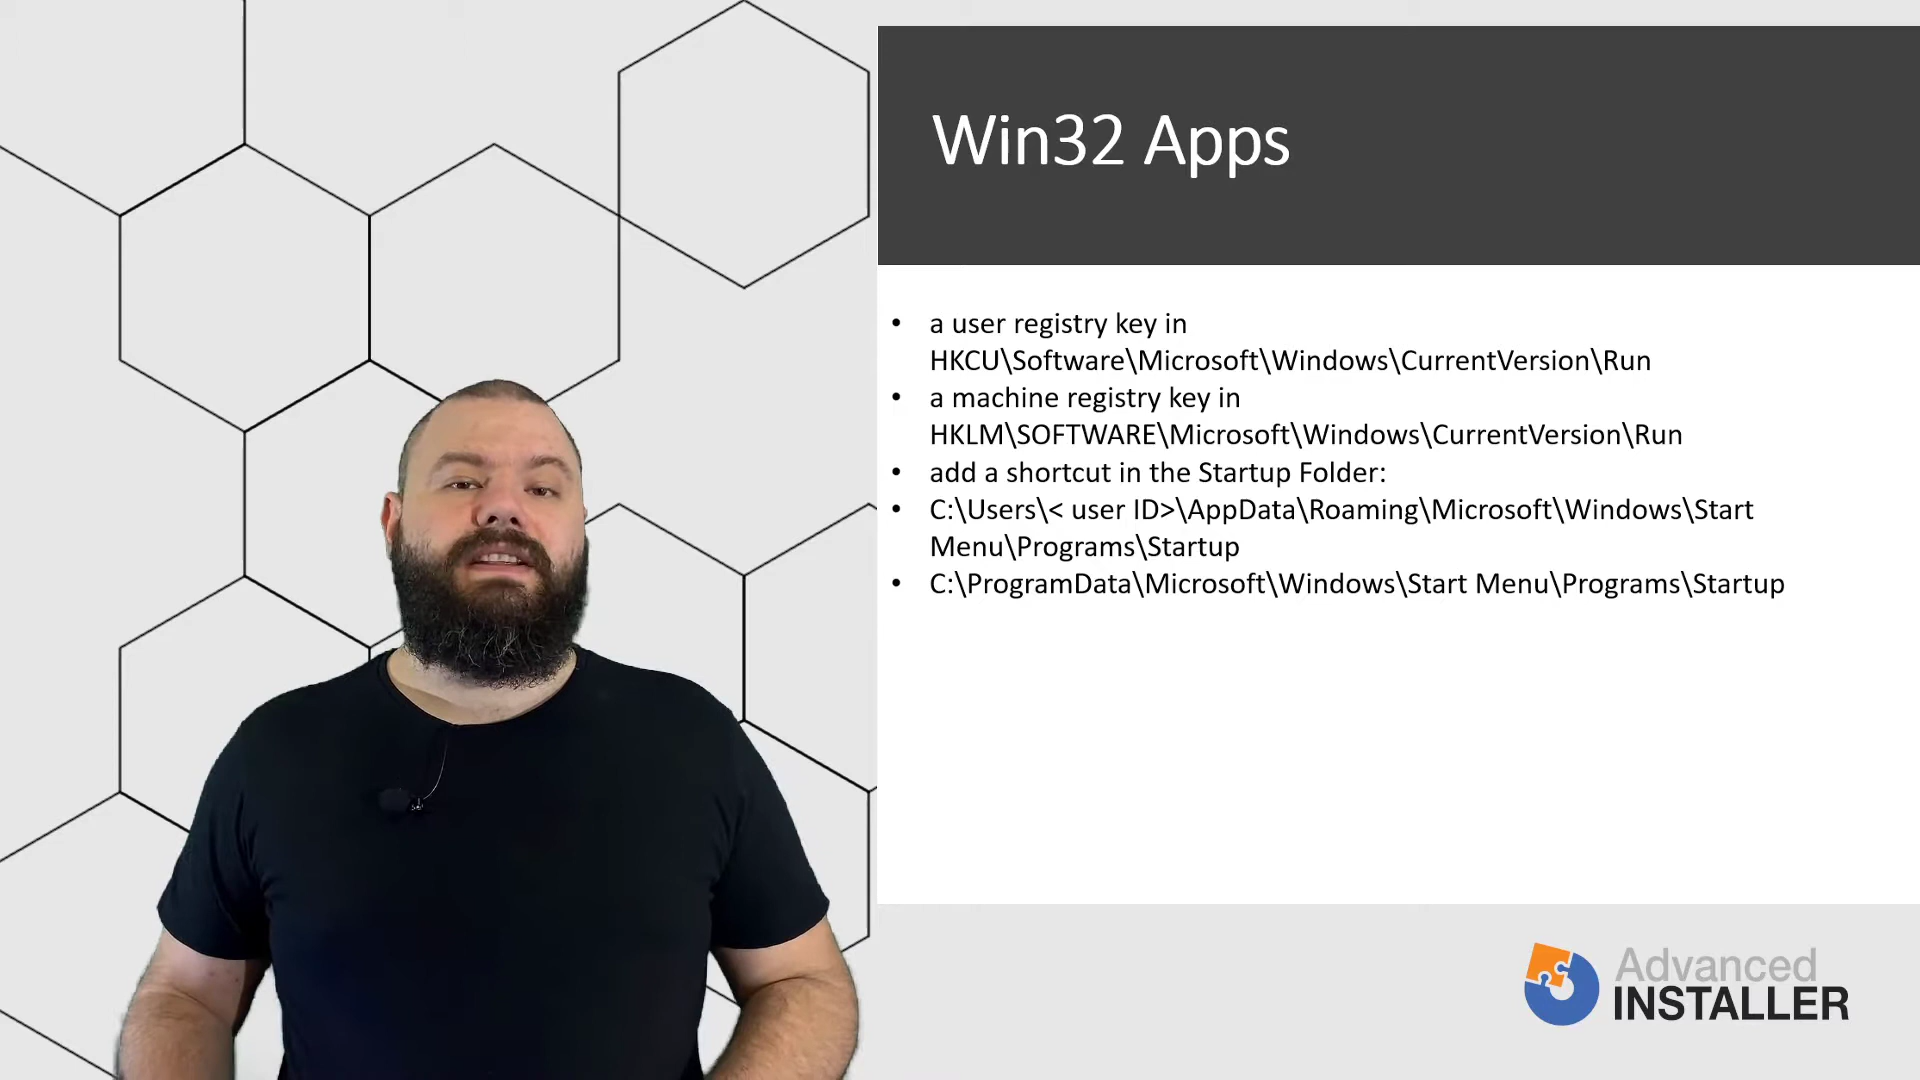 Win32 Apps
• a user registry key in
HKCU\Software\Microsoft\Windows\CurrentVersion\Run
• a machine registry key in
HKLM\SOFTWARE\Microsoft\Windows\CurrentVersion\Run
• add a shortcut in the Startup Folder:
• C:\Users\< user ID>\AppData\Roaming\Microsoft\Windows\Start
Menu\Programs\Startup
• C:\ProgramData\Microsoft\Windows\Start Menu\Programs\Startup
Advanced
INSTALLER